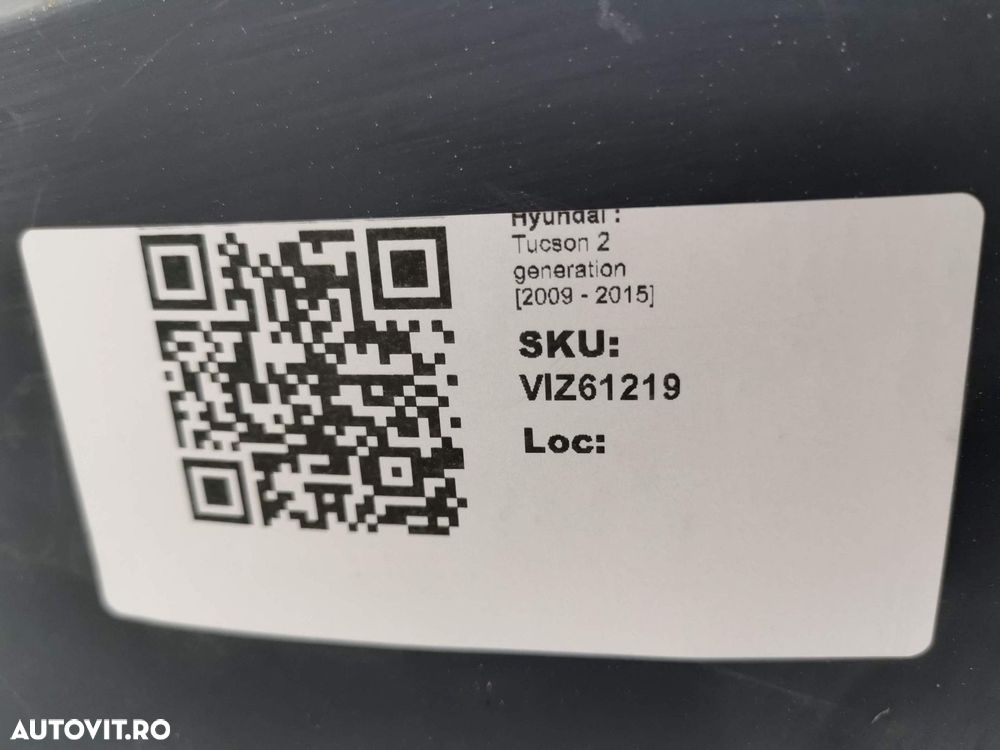 Hyundai :
Tucson 2
generation
[2009 - 2015]
SKU:
VIZ61219
Loc:
AUTOVIT.RO